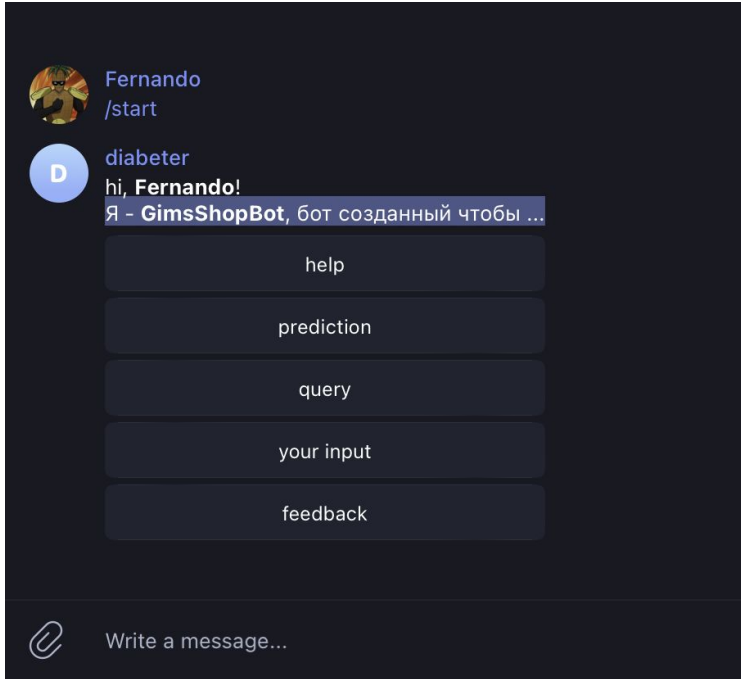 Fernando
/start
D
diabeter
hi, Fernando!
Я - GimsShopBot, бот созданный чтобы ...
help
prediction
query
your input
feedback
Write a message...